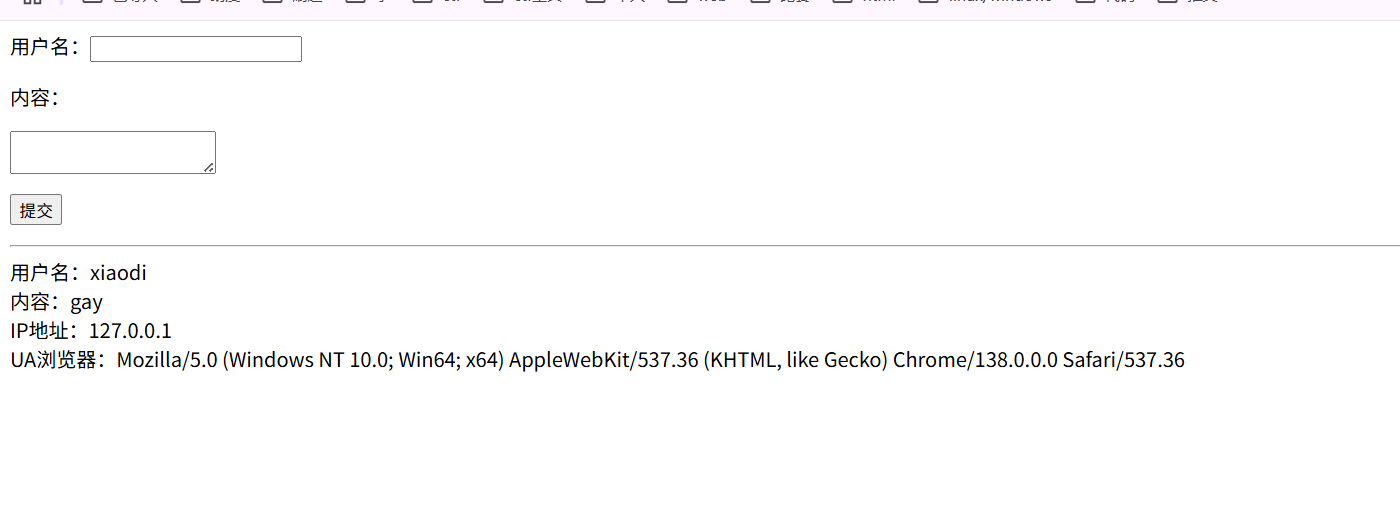 用户名：
内容：
提交
用户名：xiaodi
内容：gay
IP地址：127.0.0.1
UA浏览器：Mozilla/5.0 (Windows NT 10.0; Win64; x64) AppleWebKit/537.36 (KHTML, like Gecko) Chrome/138.0.0.0 Safari/537.36